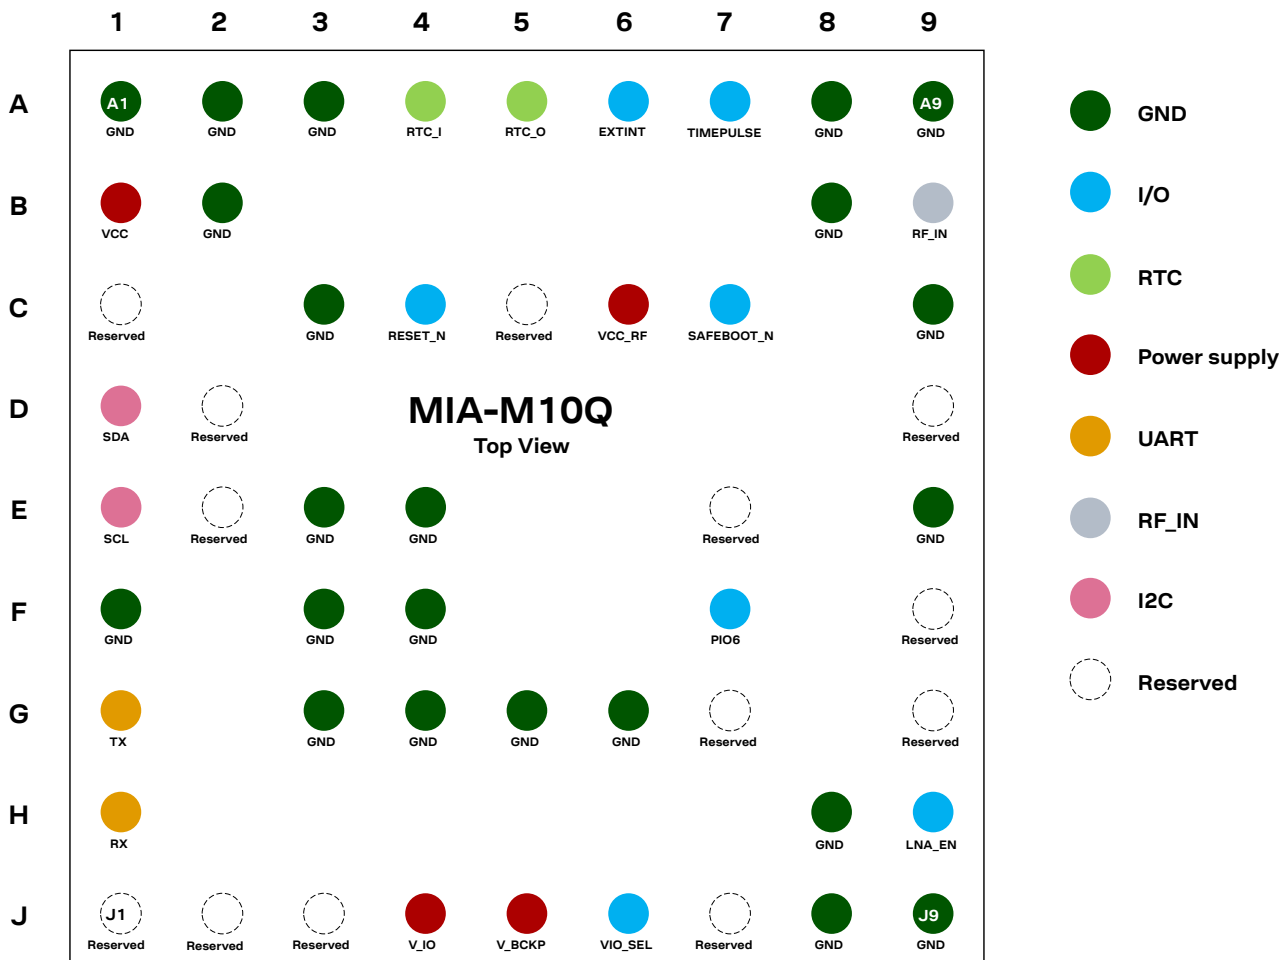 1 2 3 4 5 6 7 8 9
A A1 A9
GND GND GND RTC_I RTC_O EXTINT TIMEPULSE GND GND
B
VCC GND GND RF_IN
C
Reserved GND RESET_N Reserved VCC_RF SAFEBOOT_N GND
D MIA-M10Q
SDA Reserved Top View Reserved
E
SCL Reserved GND GND Reserved GND
F
GND GND GND PIO6 Reserved
G
TX GND GND GND GND Reserved Reserved
H
RX GND LNA_EN
J J1 J9
Reserved Reserved Reserved V_IO V_BCKP VIO_SEL Reserved GND GND
GND
I/O
RTC
Power supply
UART
RF_IN
I2C
Reserved